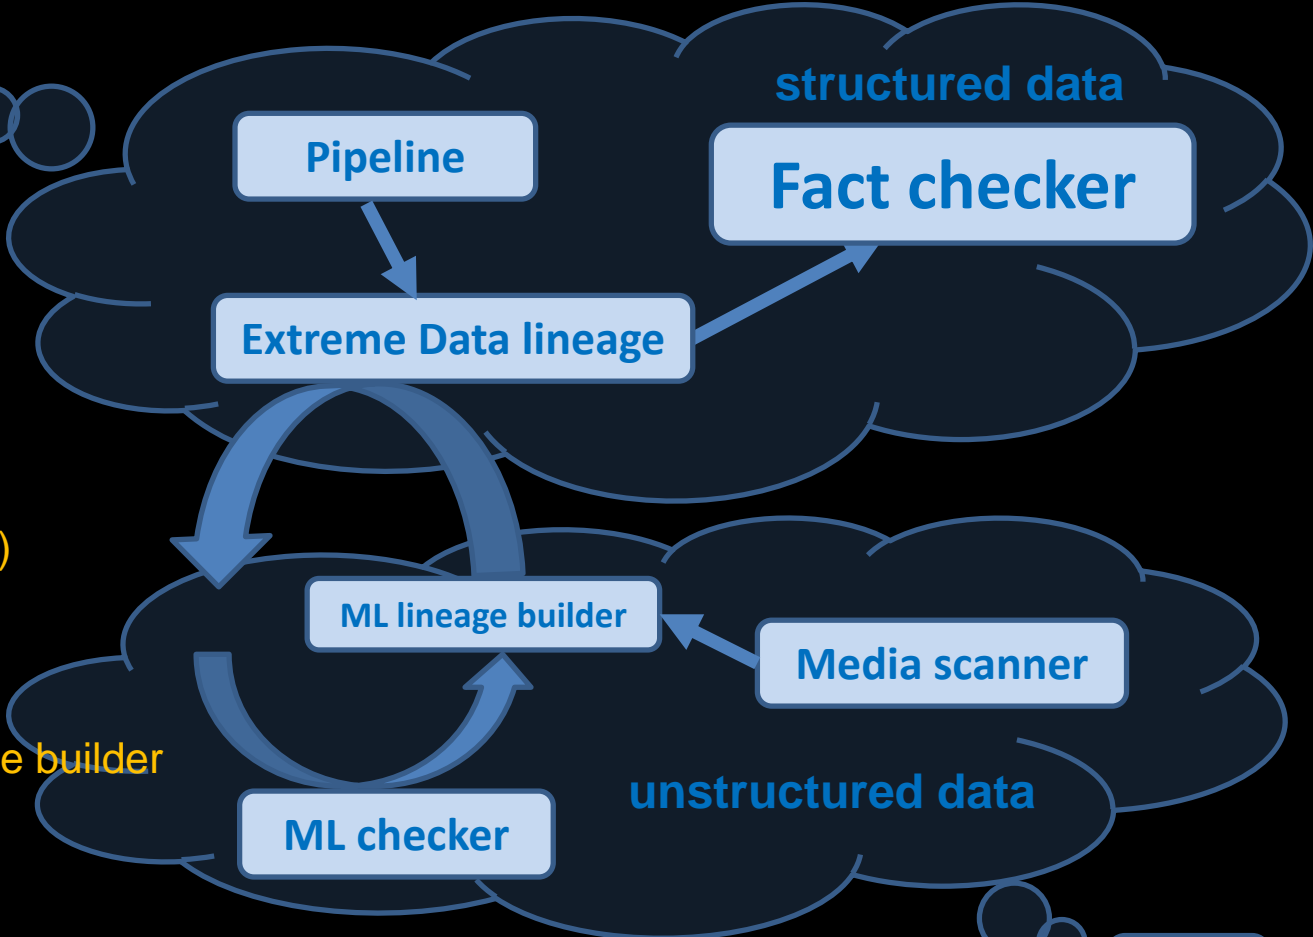 structured data
Pipeline
Fact checker
Extreme Data lineage
)
ML lineage builder
Media scanner
e builder
unstructured data
ML checker